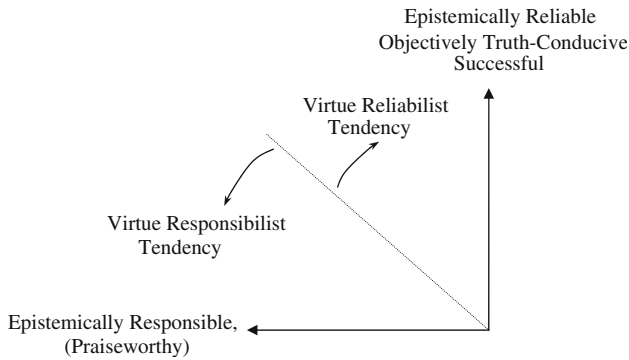 Epistemically Reliable
Objectively Truth-Conducive
Successful
Virtue Reliabilist
Tendency
Virtue Responsibilist
Tendency
Epistemically Responsible,
(Praiseworthy)